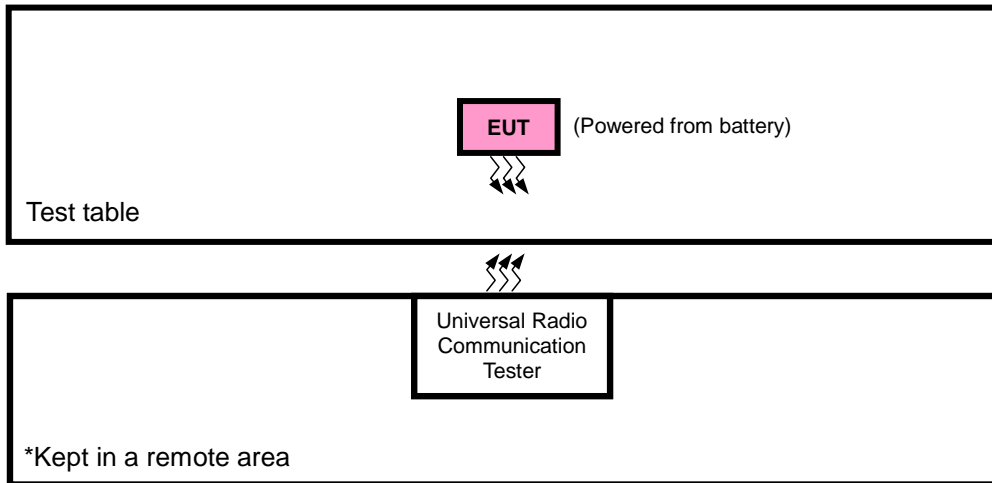 EUT
(Powered from battery)
Test table
Universal Radio
Communication
Tester
*Kept in a remote area